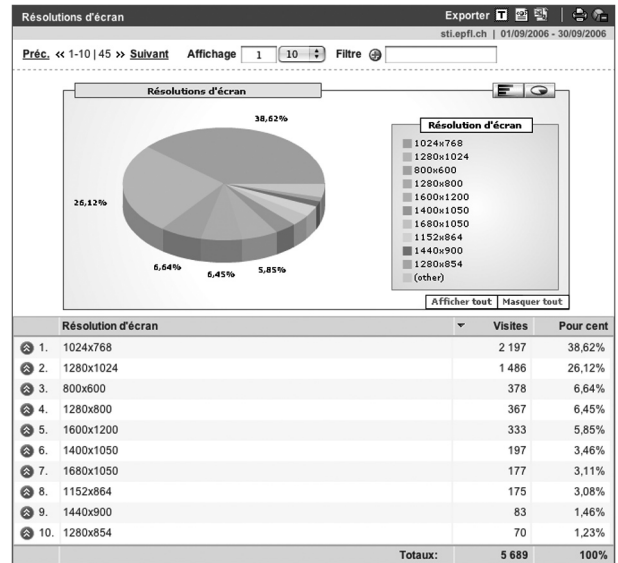 Résolutions d'écran
Exporter T
sti.epfl.ch | 01/09/2006 - 30/09/2006
Préc. << 1-10 | 45 >> Suivant Affichage 1 10 Filtre
Résolutions d'écran
38,62%
26,12%
6,64%
6,45%
5,85%
Résolution d'écran
1024x768
1280x1024
800x600
1280x800
1600x1200
1400x1050
1680x1050
1152x864
1440x900
1280x854
(other)
Afficher tout Masquer tout
Résolution d'écran Visites Pour cent
1. 1024x768 2 197 38,62%
2. 1280x1024 1 486 26,12%
3. 800x600 378 6,64%
4. 1280x800 367 6,45%
5. 1600x1200 333 5,85%
6. 1400x1050 197 3,46%
7. 1680x1050 177 3,11%
8. 1152x864 175 3,08%
9. 1440x900 83 1,46%
10. 1280x854 70 1,23%
Totaux: 5 689 100%